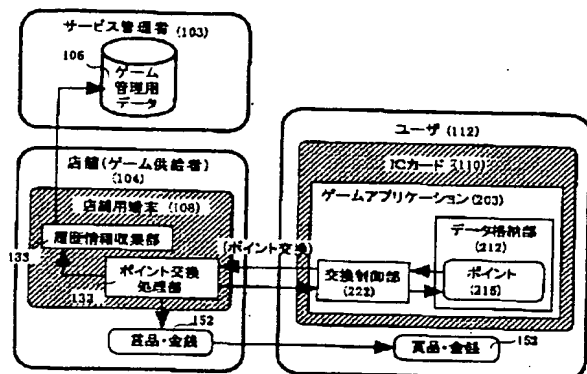 サービス管理者(103)
106
ゲーム
管理用
データ
店舗(ゲーム供給者)
(104)
店舗用端末(108)
133
履歴情報収集部
132
ポイント交換
処理部
152
賞品・金銭
(ポイント交換)
ユーザ(112)
ICカード(110)
ゲームアプリケーション(203)
データ格納部
(212)
交換制御部
(222)
ポイント
(215)
賞品・金銭
152